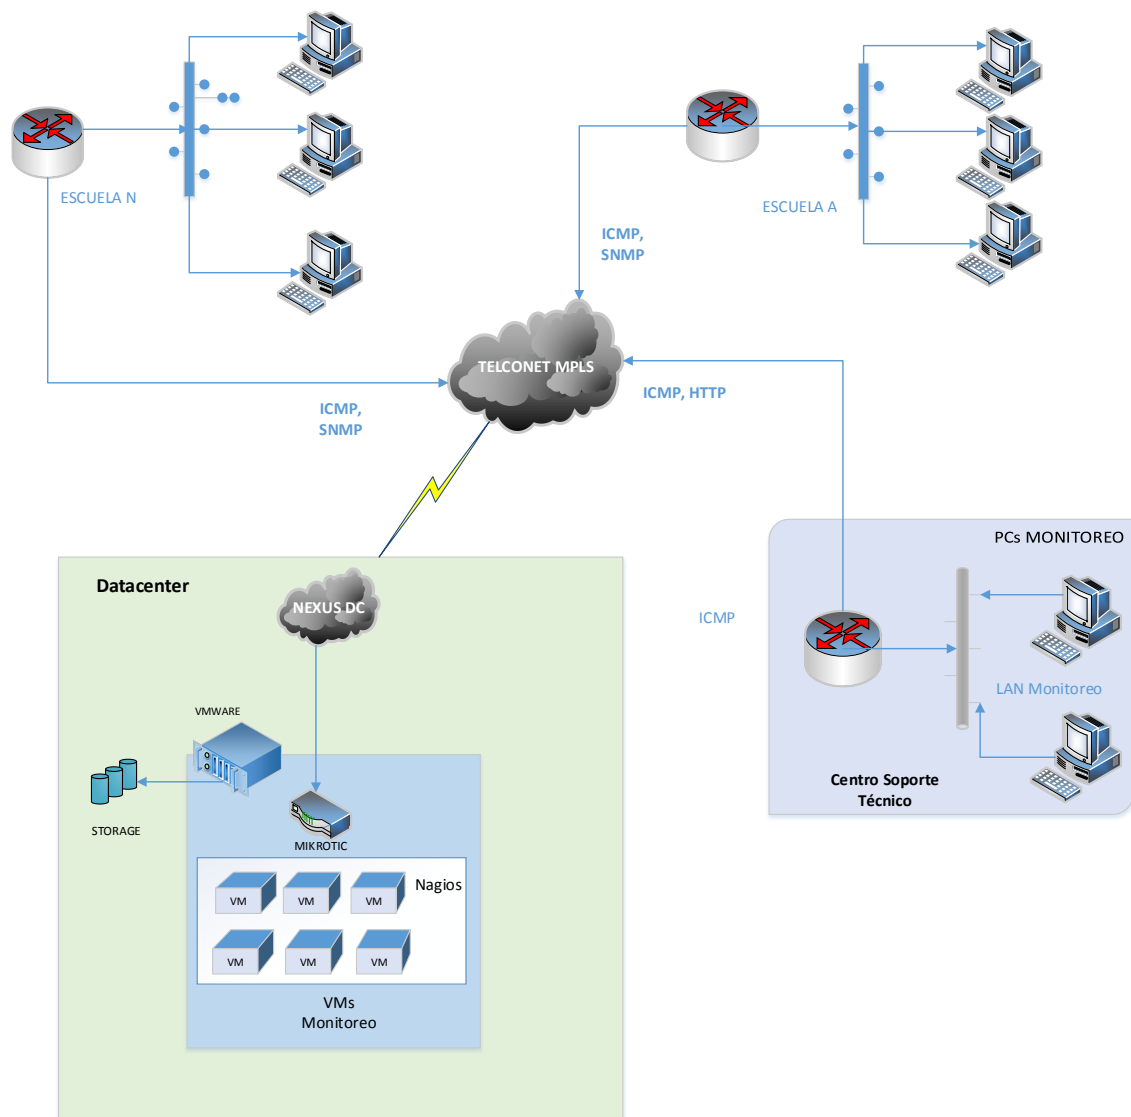 ESCUELA N
ESCUELA A
ICMP,
SNMP
TELCONET MPLS
ICMP, HTTP
ICMP,
SNMP
PCs MONITOREO
Datacenter
NEXUS DC
ICMP
LAN Monitoreo
VMWARE
Centro Soporte
Técnico
STORAGE
MIKROTIC
Nagios
VM
VM
VM
VM
VM
VM
VMs
Monitoreo